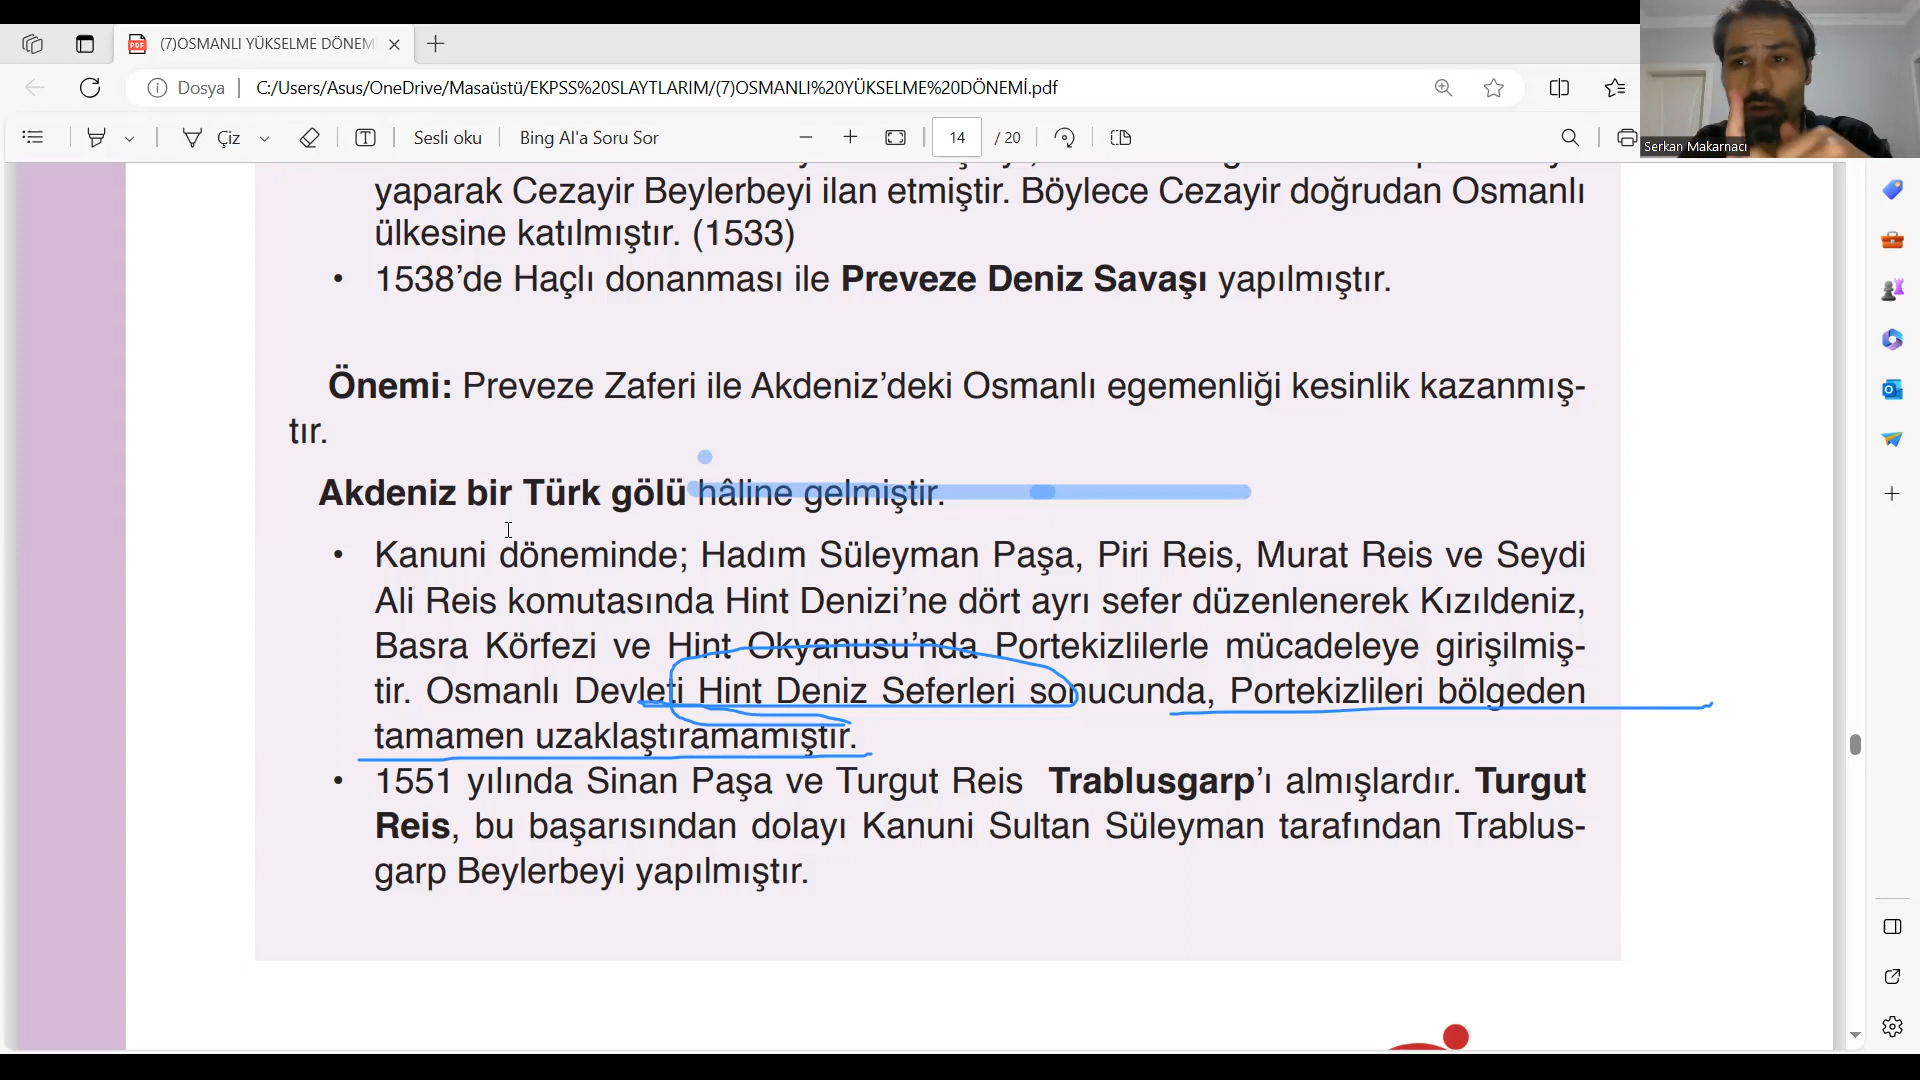 (7)OSMANLI YÜKSELME DÖNEM
Dosya
C:/Users/Asus/OneDrive/Masaüstü/EKPSS%20SLAYTLARIM/(7)OSMANLI%20YÜKSELME%20DÖNEMİ.pdf
Çiz
Sesli oku
Bing AI'a Soru Sor
14 / 20
Serkan Makarnacı
yaparak Cezayir Beylerbeyi ilan etmiştir. Böylece Cezayir doğrudan Osmanlı
ülkesine katılmıştır. (1533)
• 1538’de Haçlı donanması ile Preveze Deniz Savaşı yapılmıştır.
Önemi: Preveze Zaferi ile Akdeniz’deki Osmanlı egemenliği kesinlik kazanmış-
tır.
Akdeniz bir Türk gölü hâline gelmiştir.
• Kanuni döneminde; Hadım Süleyman Paşa, Piri Reis, Murat Reis ve Seydi
Ali Reis komutasında Hint Denizi’ne dört ayrı sefer düzenlenerek Kızıldeniz,
Basra Körfezi ve Hint Okyanusu’nda Portekizlilerle mücadeleye girişilmiş-
tir. Osmanlı Devleti Hint Deniz Seferleri sonucunda, Portekizlileri bölgeden
tamamen uzaklaştıramamıştır.
• 1551 yılında Sinan Paşa ve Turgut Reis Trablusgarp’ı almışlardır. Turgut
Reis, bu başarısından dolayı Kanuni Sultan Süleyman tarafından Trablus-
garp Beylerbeyi yapılmıştır.